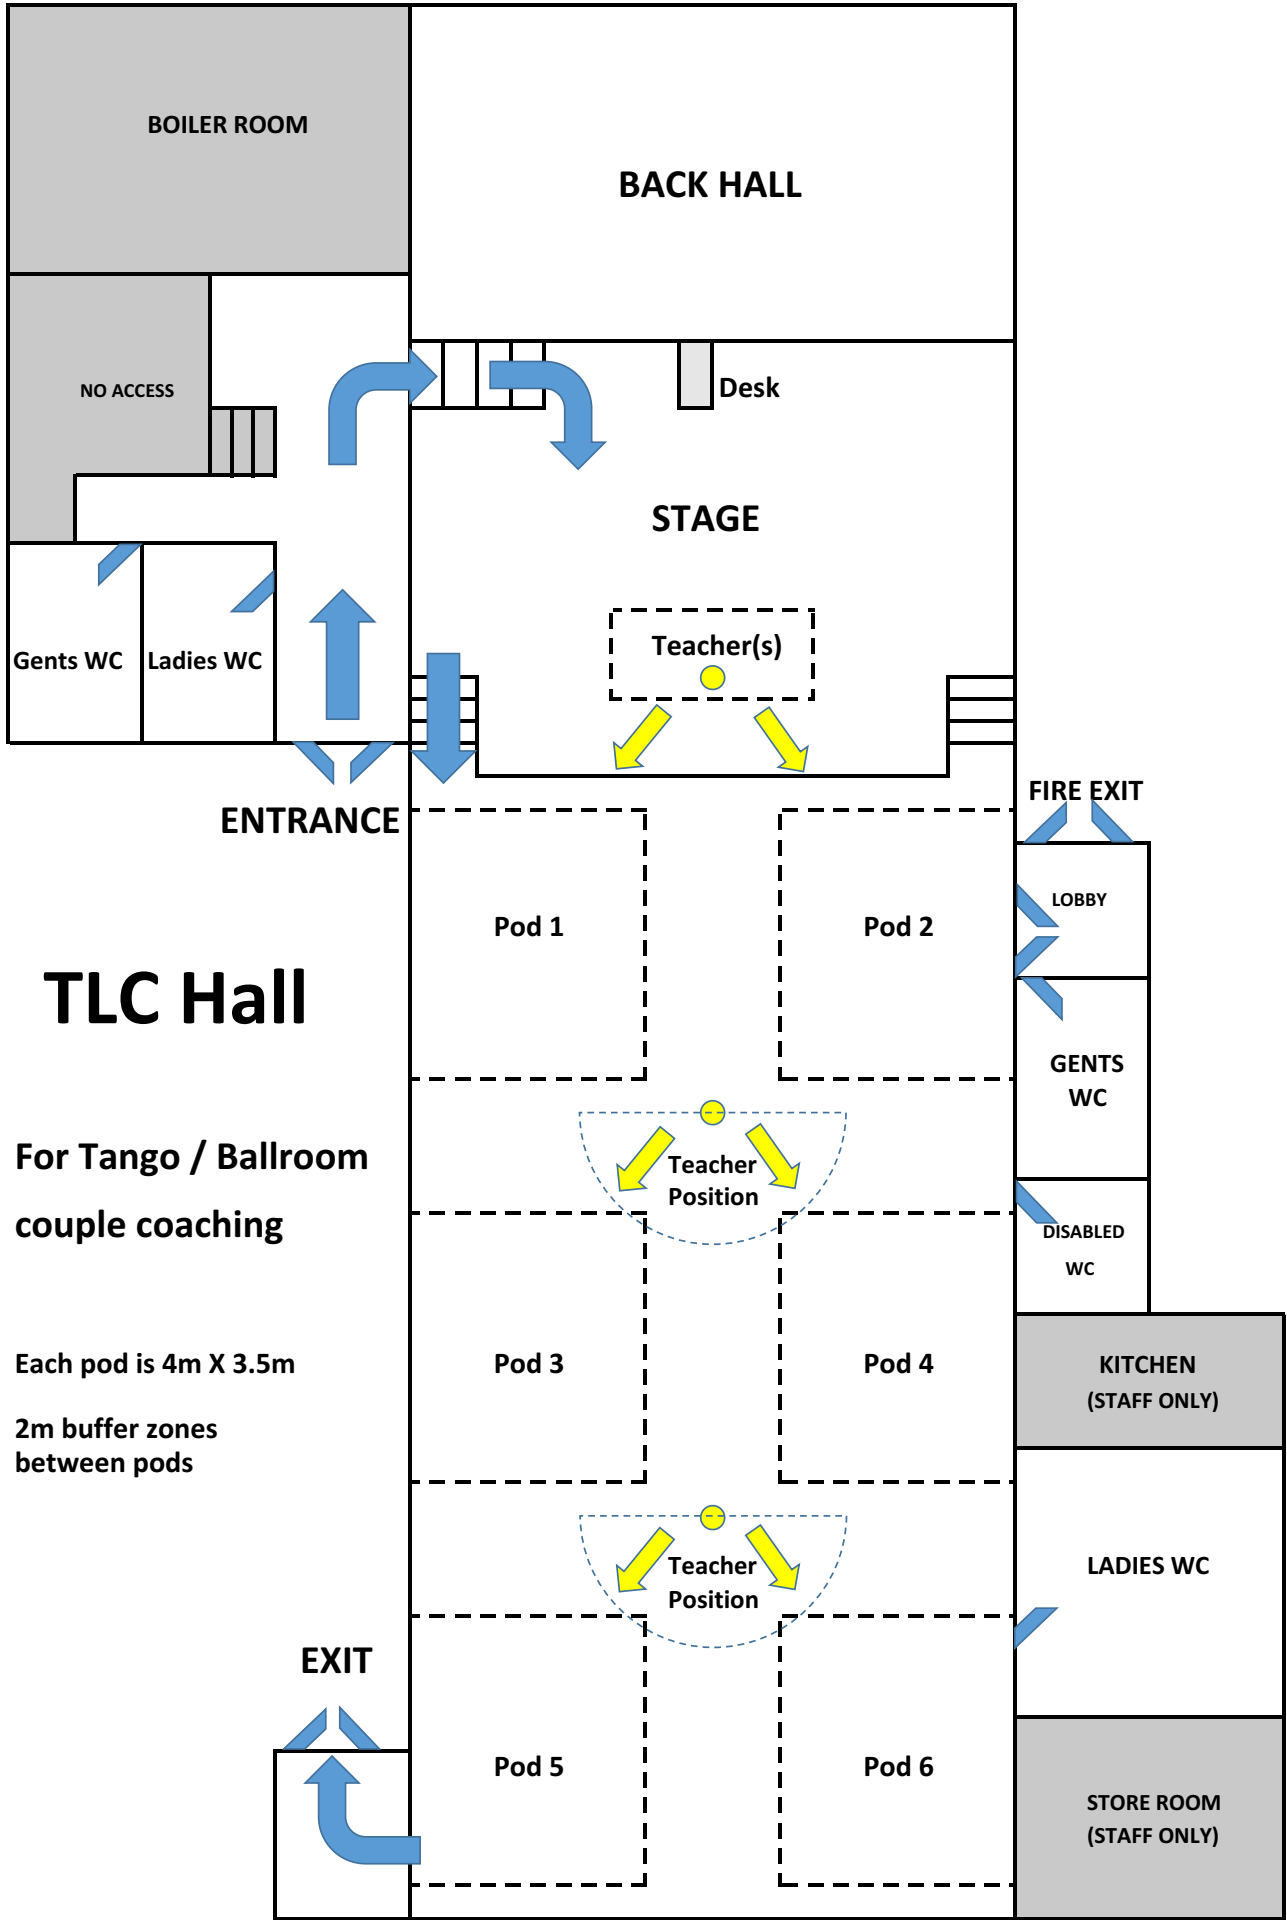 BOILER ROOM
BACK HALL
NO ACCESS
Desk
STAGE
Gents WC
Ladies WC
Teacher(s)
ENTRANCE
FIRE EXIT
LOBBY
Pod 1
Pod 2
TLC Hall
GENTS
WC
For Tango / Ballroom
couple coaching
Teacher
Position
DISABLED
WC
Each pod is 4m X 3.5m
2m buffer zones
between pods
Pod 3
Pod 4
KITCHEN
(STAFF ONLY)
Teacher
Position
LADIES WC
EXIT
Pod 5
Pod 6
STORE ROOM
(STAFF ONLY)